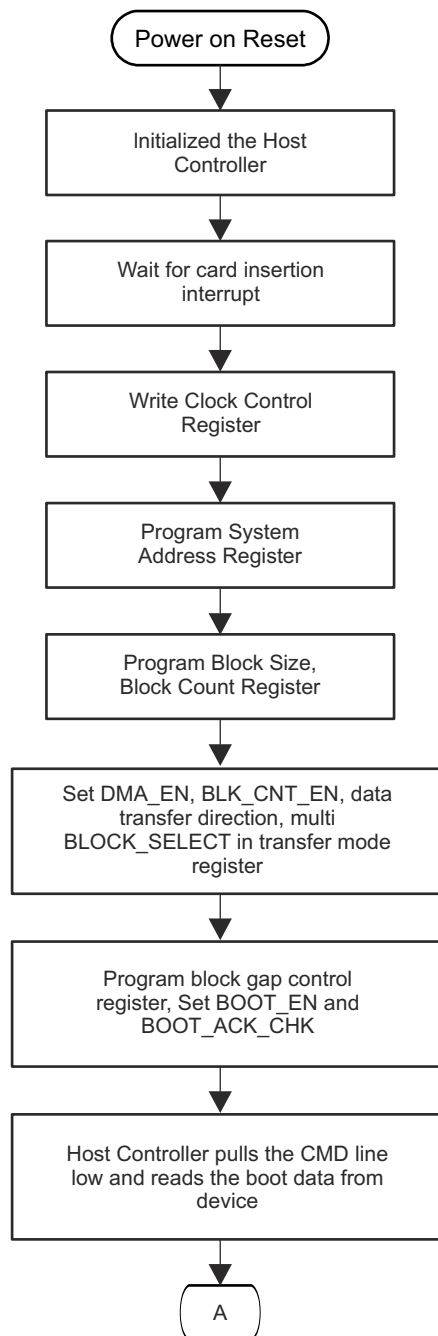 Power on Reset
Initialized the Host
Controller
Wait for card insertion
interrupt
Write Clock Control
Register
Program System
Address Register
Program Block Size,
Block Count Register
Set DMA_EN, BLK_CNT_EN, data
transfer direction, multi
BLOCK_SELECT in transfer mode
register
Program block gap control
register, Set BOOT_EN and
BOOT_ACK_CHK
Host Controller pulls the CMD line
low and reads the boot data from
device
A